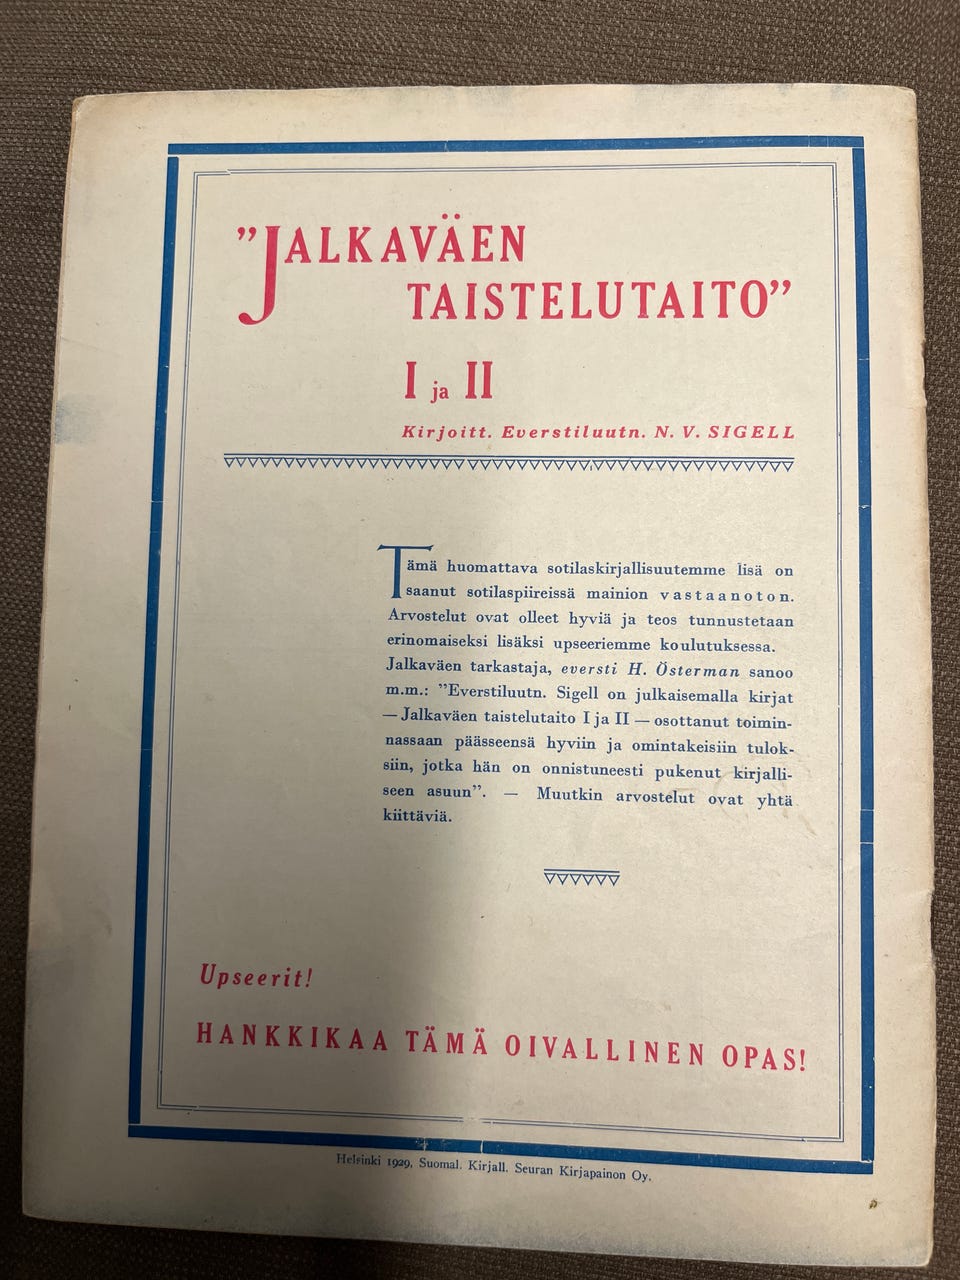 "JALKAVÄEN
TAISTELUTAITO"
I ja II
Kirjoitt. Everstiluutn. N. V. SIGELL
Tämä huomattava sotilaskirjallisuutemme lisä on
saanut sotilaspiireissä mainion vastaanoton.
Arvostelut ovat olleet hyviä ja teos tunnustetaan
erinomaiseksi lisäksi upseeriemme koulutuksessa.
Jalkaväen tarkastaja, eversti H. Österman sanoo
m.m.: "Everstiluutn. Sigell on julkaisemalla kirjat
— Jalkaväen taistelutaito I ja II — osottanut toimin-
nassaan päässeensä hyviin ja omintakeisiin tulok-
siin, jotka hän on onnistuneesti pukenut kirjalli-
seen asuun". — Muutkin arvostelut ovat yhtä
kiittäviä.
Upseerit!
HANKKIKAA TÄMÄ OIVALLINEN OPAS!
Helsinki 1929, Suomal. Kirjall. Seuran Kirjapainon Oy.